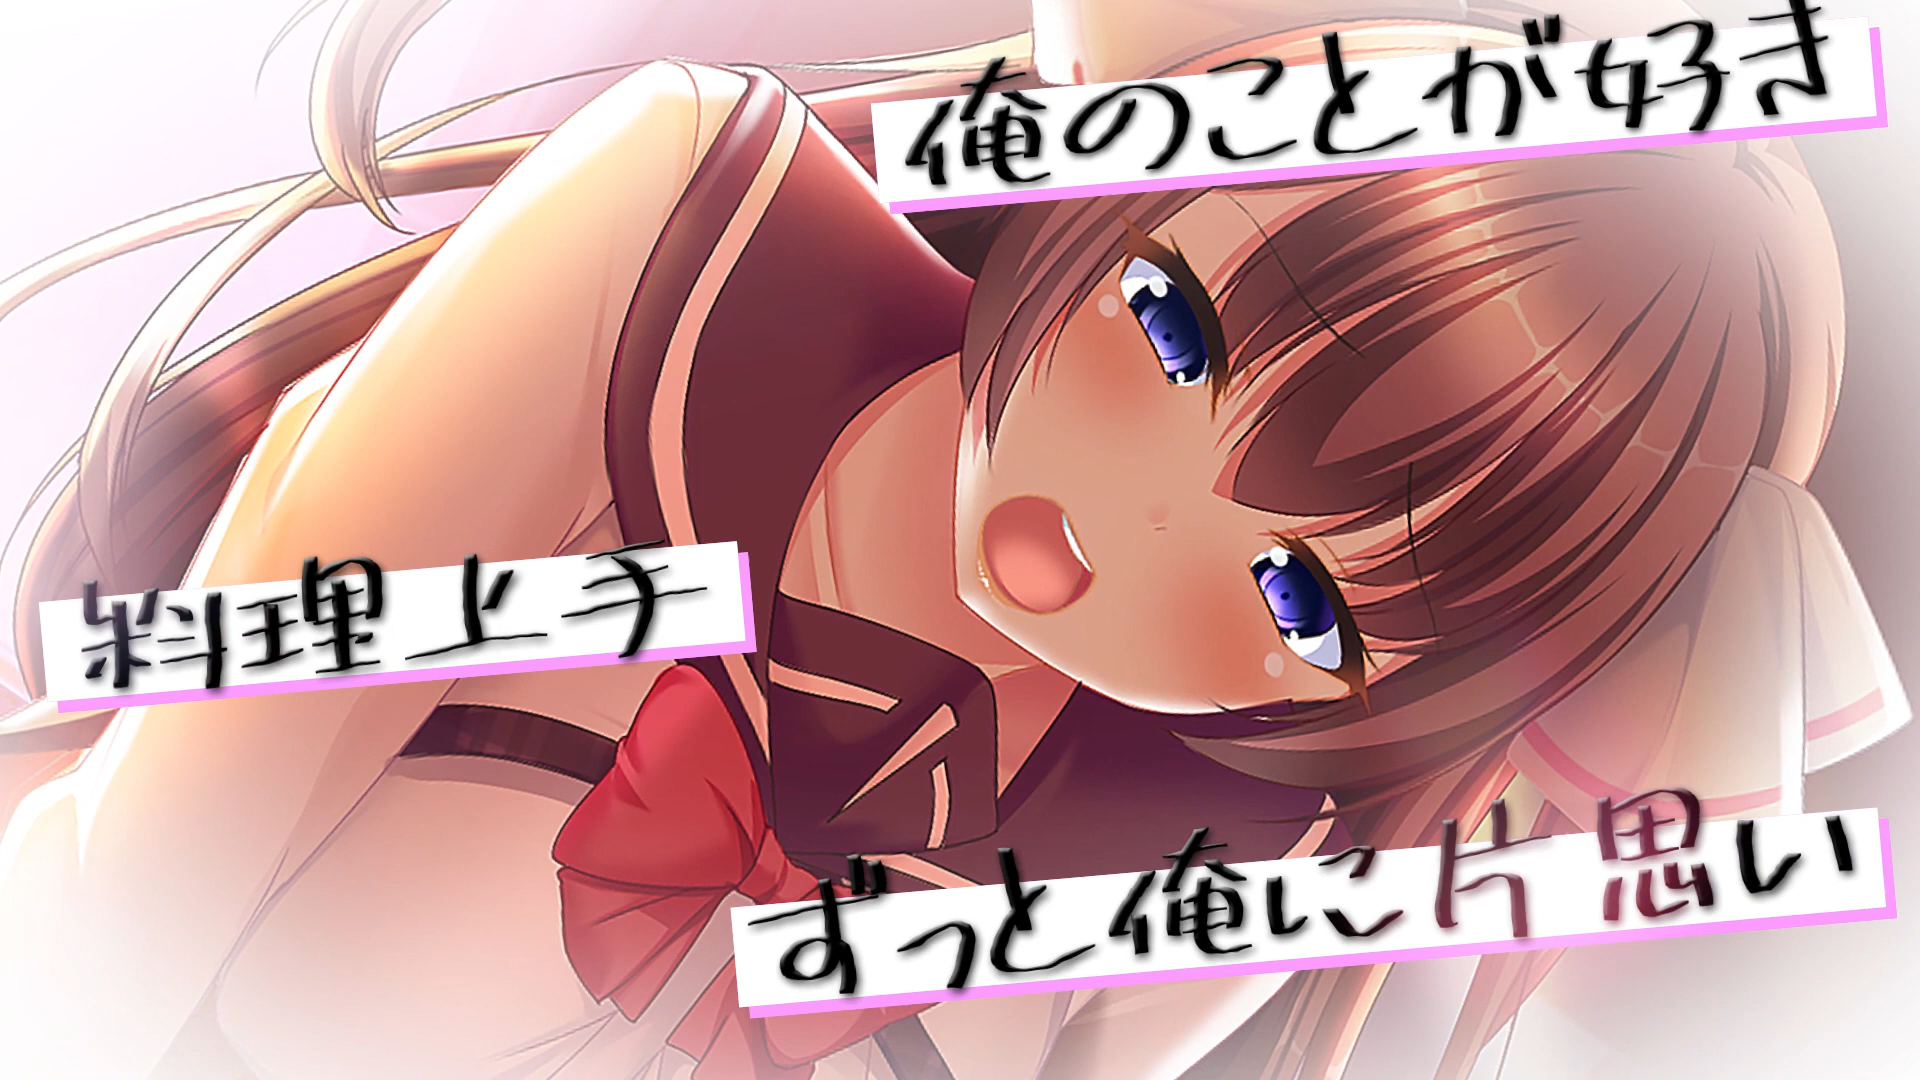 俺のことが好き
料理上手
ずっと俺に片思い